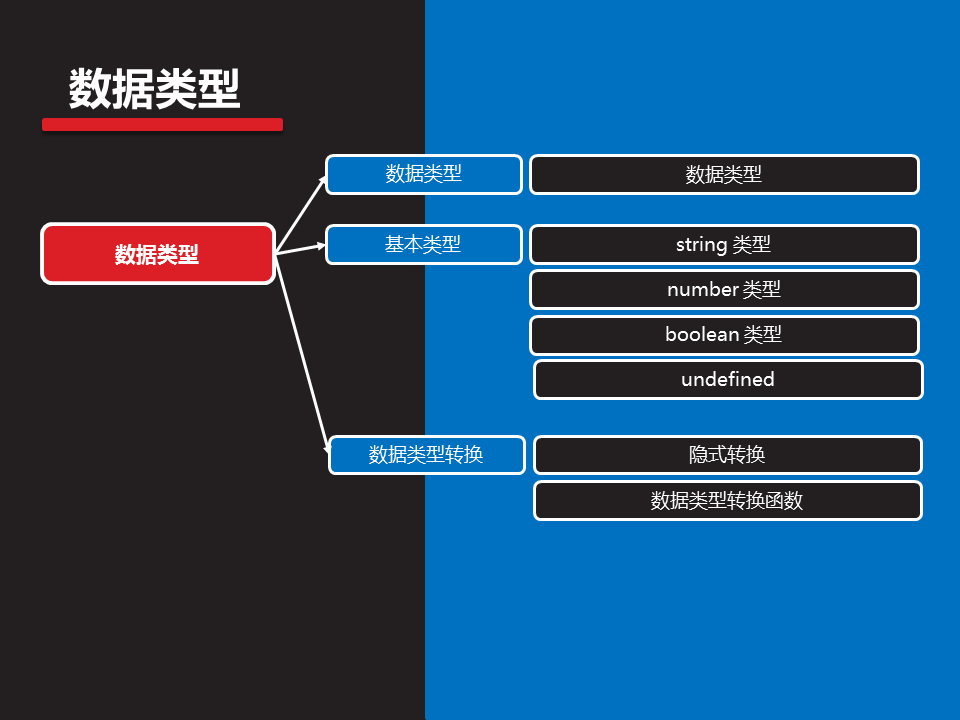 数据类型
数据类型
数据类型
数据类型
基本类型
string 类型
number 类型
boolean 类型
undefined
数据类型转换
隐式转换
数据类型转换函数